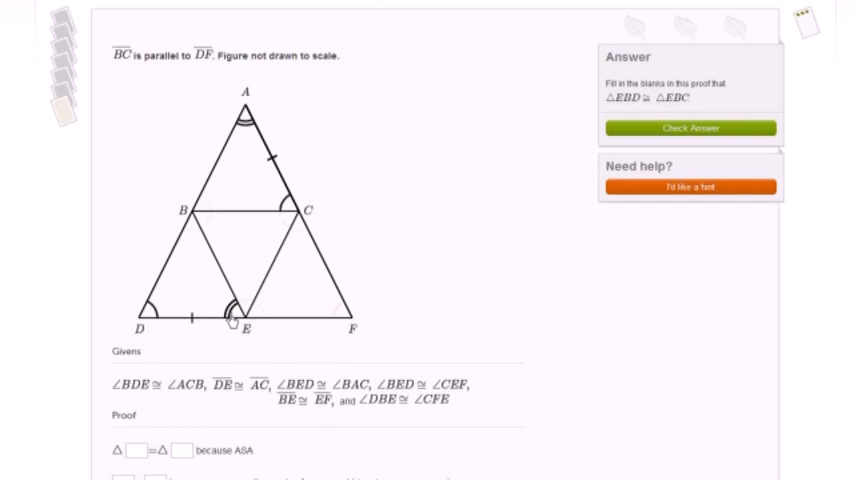 BC is parallel to DF. Figure not drawn to scale.
Answer
Fill in the blanks in this proof that
△EBD ≅ △EBC.
Check Answer
Need help?
I'd like a hint
A
B
C
D
E
F
Givens
∠BDE ≅ ∠ACB, DE ≅ AC, ∠BED ≅ ∠BAC, ∠BED ≅ ∠CEF,
BE ≅ EF, and ∠DBE ≅ ∠CFE
Proof
△ = △ because ASA